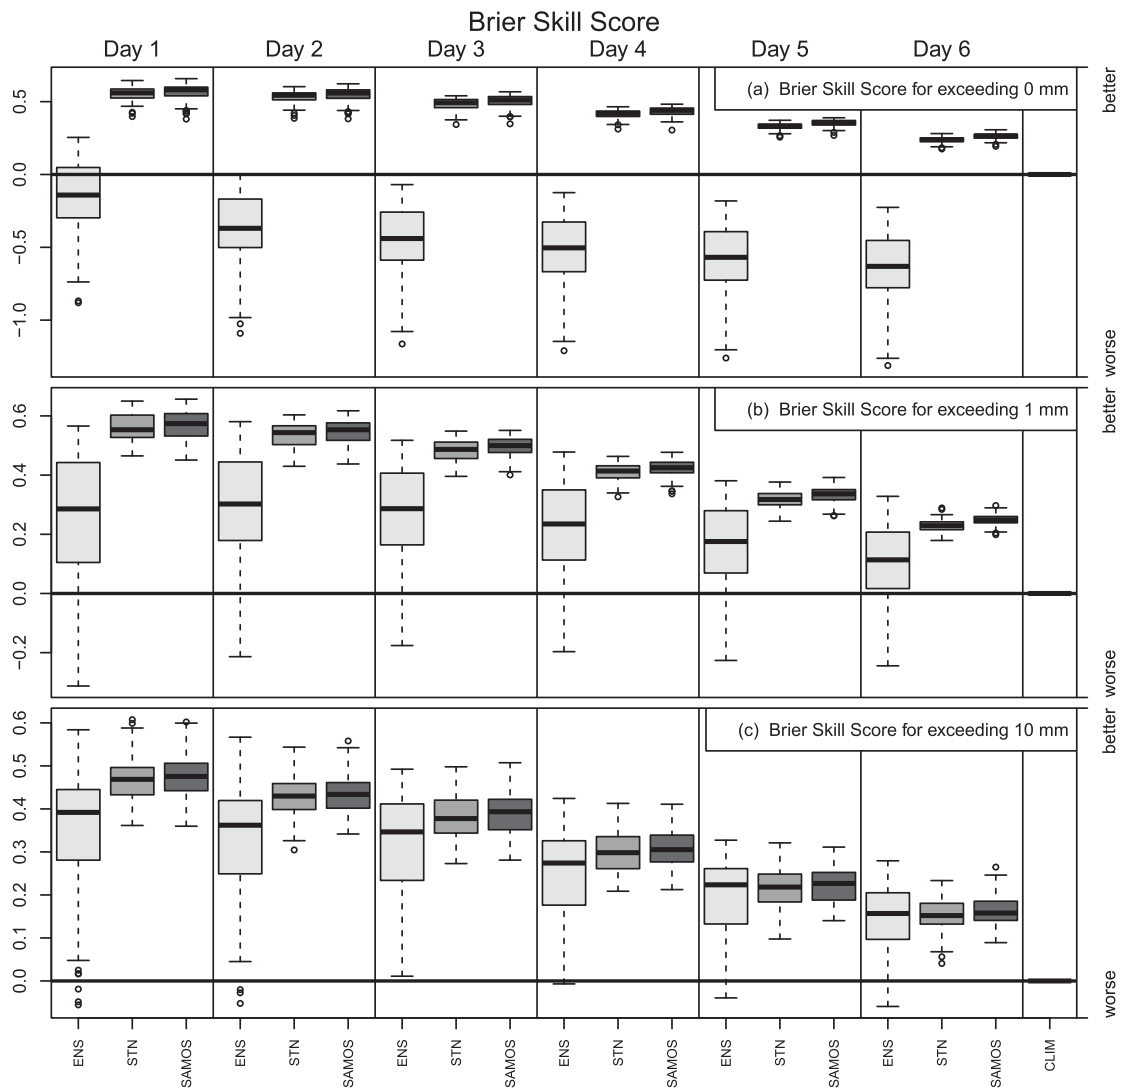 Brier Skill Score
Day 1 Day 2 Day 3 Day 4 Day 5 Day 6
(a) Brier Skill Score for exceeding 0 mm
0.5
0.0
−0.5
−1.0
better
worse
(b) Brier Skill Score for exceeding 1 mm
0.6
0.4
0.2
0.0
−0.2
better
worse
(c) Brier Skill Score for exceeding 10 mm
0.6
0.5
0.4
0.3
0.2
0.1
0.0
better
worse
ENS STN SAMOS ENS STN SAMOS ENS STN SAMOS ENS STN SAMOS ENS STN SAMOS ENS STN SAMOS CLIM